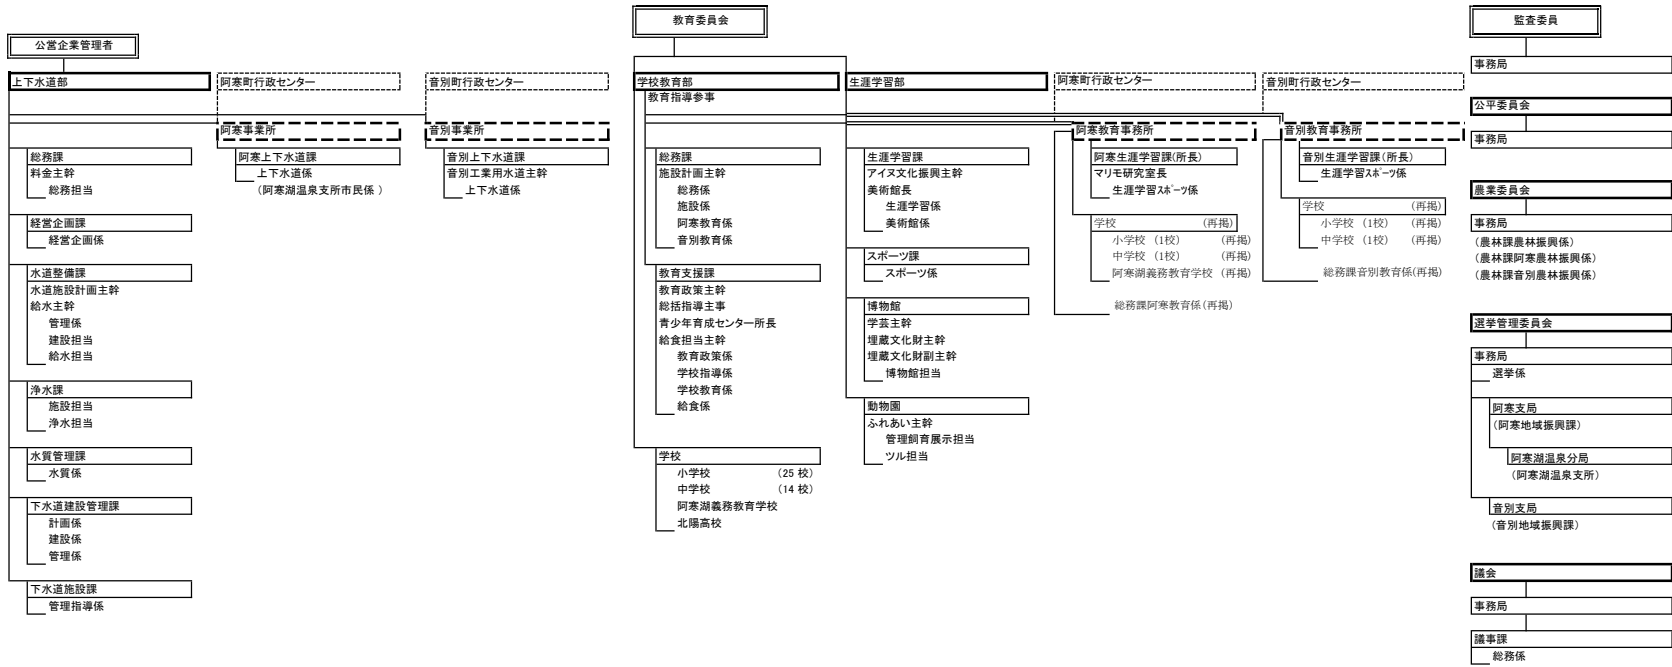 公営企業管理者
上下水道部
総務課
料金主幹
総務担当
経営企画課
経営企画係
水道整備課
水道施設計画主幹
給水主幹
管理係
建設担当
給水担当
浄水課
施設担当
浄水担当
水質管理課
水質係
下水道建設管理課
計画係
建設係
管理係
下水道施設課
管理指導係
阿寒町行政センター
阿寒事業所
阿寒上下水道課
上下水道係
(阿寒湖温泉支所市民係)
音別町行政センター
音別事業所
音別上下水道課
音別工業用水道主幹
上下水道係
教育委員会
学校教育部
教育指導参事
総務課
施設計画主幹
総務係
施設係
阿寒教育係
音別教育係
教育支援課
教育政策主幹
総括指導主事
青少年育成センター所長
給食担当主幹
教育政策係
学校指導係
学校教育係
給食係
学校
小学校 (25 校)
中学校 (14 校)
阿寒湖義務教育学校
北陽高校
生涯学習部
生涯学習課
アイヌ文化振興主幹
美術館長
生涯学習係
美術館係
スポーツ課
スポーツ係
博物館
学芸主幹
埋蔵文化財主幹
埋蔵文化財副主幹
博物館担当
動物園
ふれあい主幹
管理飼育展示担当
ツル担当
阿寒町行政センター
阿寒教育事務所
阿寒生涯学習課(所長)
マリモ研究室長
生涯学習スポーツ係
学校 (再掲)
小学校 (1校) (再掲)
中学校 (1校) (再掲)
阿寒湖義務教育学校 (再掲)
総務課阿寒教育係(再掲)
音別町行政センター
音別教育事務所
音別生涯学習課(所長)
生涯学習スポーツ係
学校 (再掲)
小学校 (1校) (再掲)
中学校 (1校) (再掲)
総務課音別教育係(再掲)
監査委員
事務局
公平委員会
事務局
農業委員会
事務局
(農林課農林振興係)
(農林課阿寒農林振興係)
(農林課音別農林振興係)
選挙管理委員会
事務局
選挙係
阿寒支局
(阿寒地域振興課)
阿寒湖温泉分局
(阿寒湖温泉支所)
音別支局
(音別地域振興課)
議会
事務局
議事課
総務係